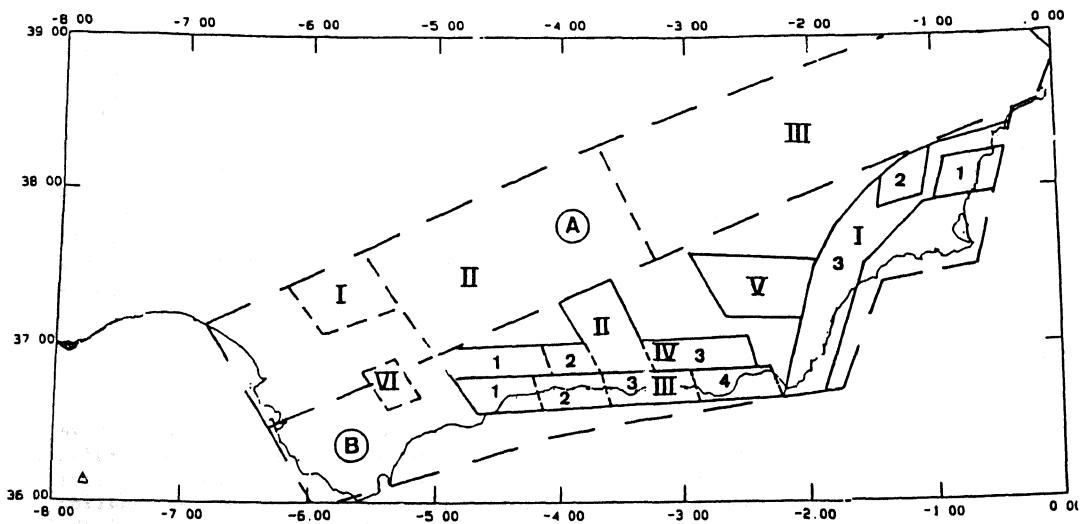 -8 00 -7 00 -6 00 -5 00 -4 00 -3 00 -2 00 -1 00 0 00
39 00
III
38 00
2 1
A
I
3
II
V
I
II
37 00
1 2 IV 3
VI
1 2 3 III 4
B
36 00
-8 00 -7 00 -6.00 -5 00 -4 00 -3 00 -2 00 -1 00 0 00